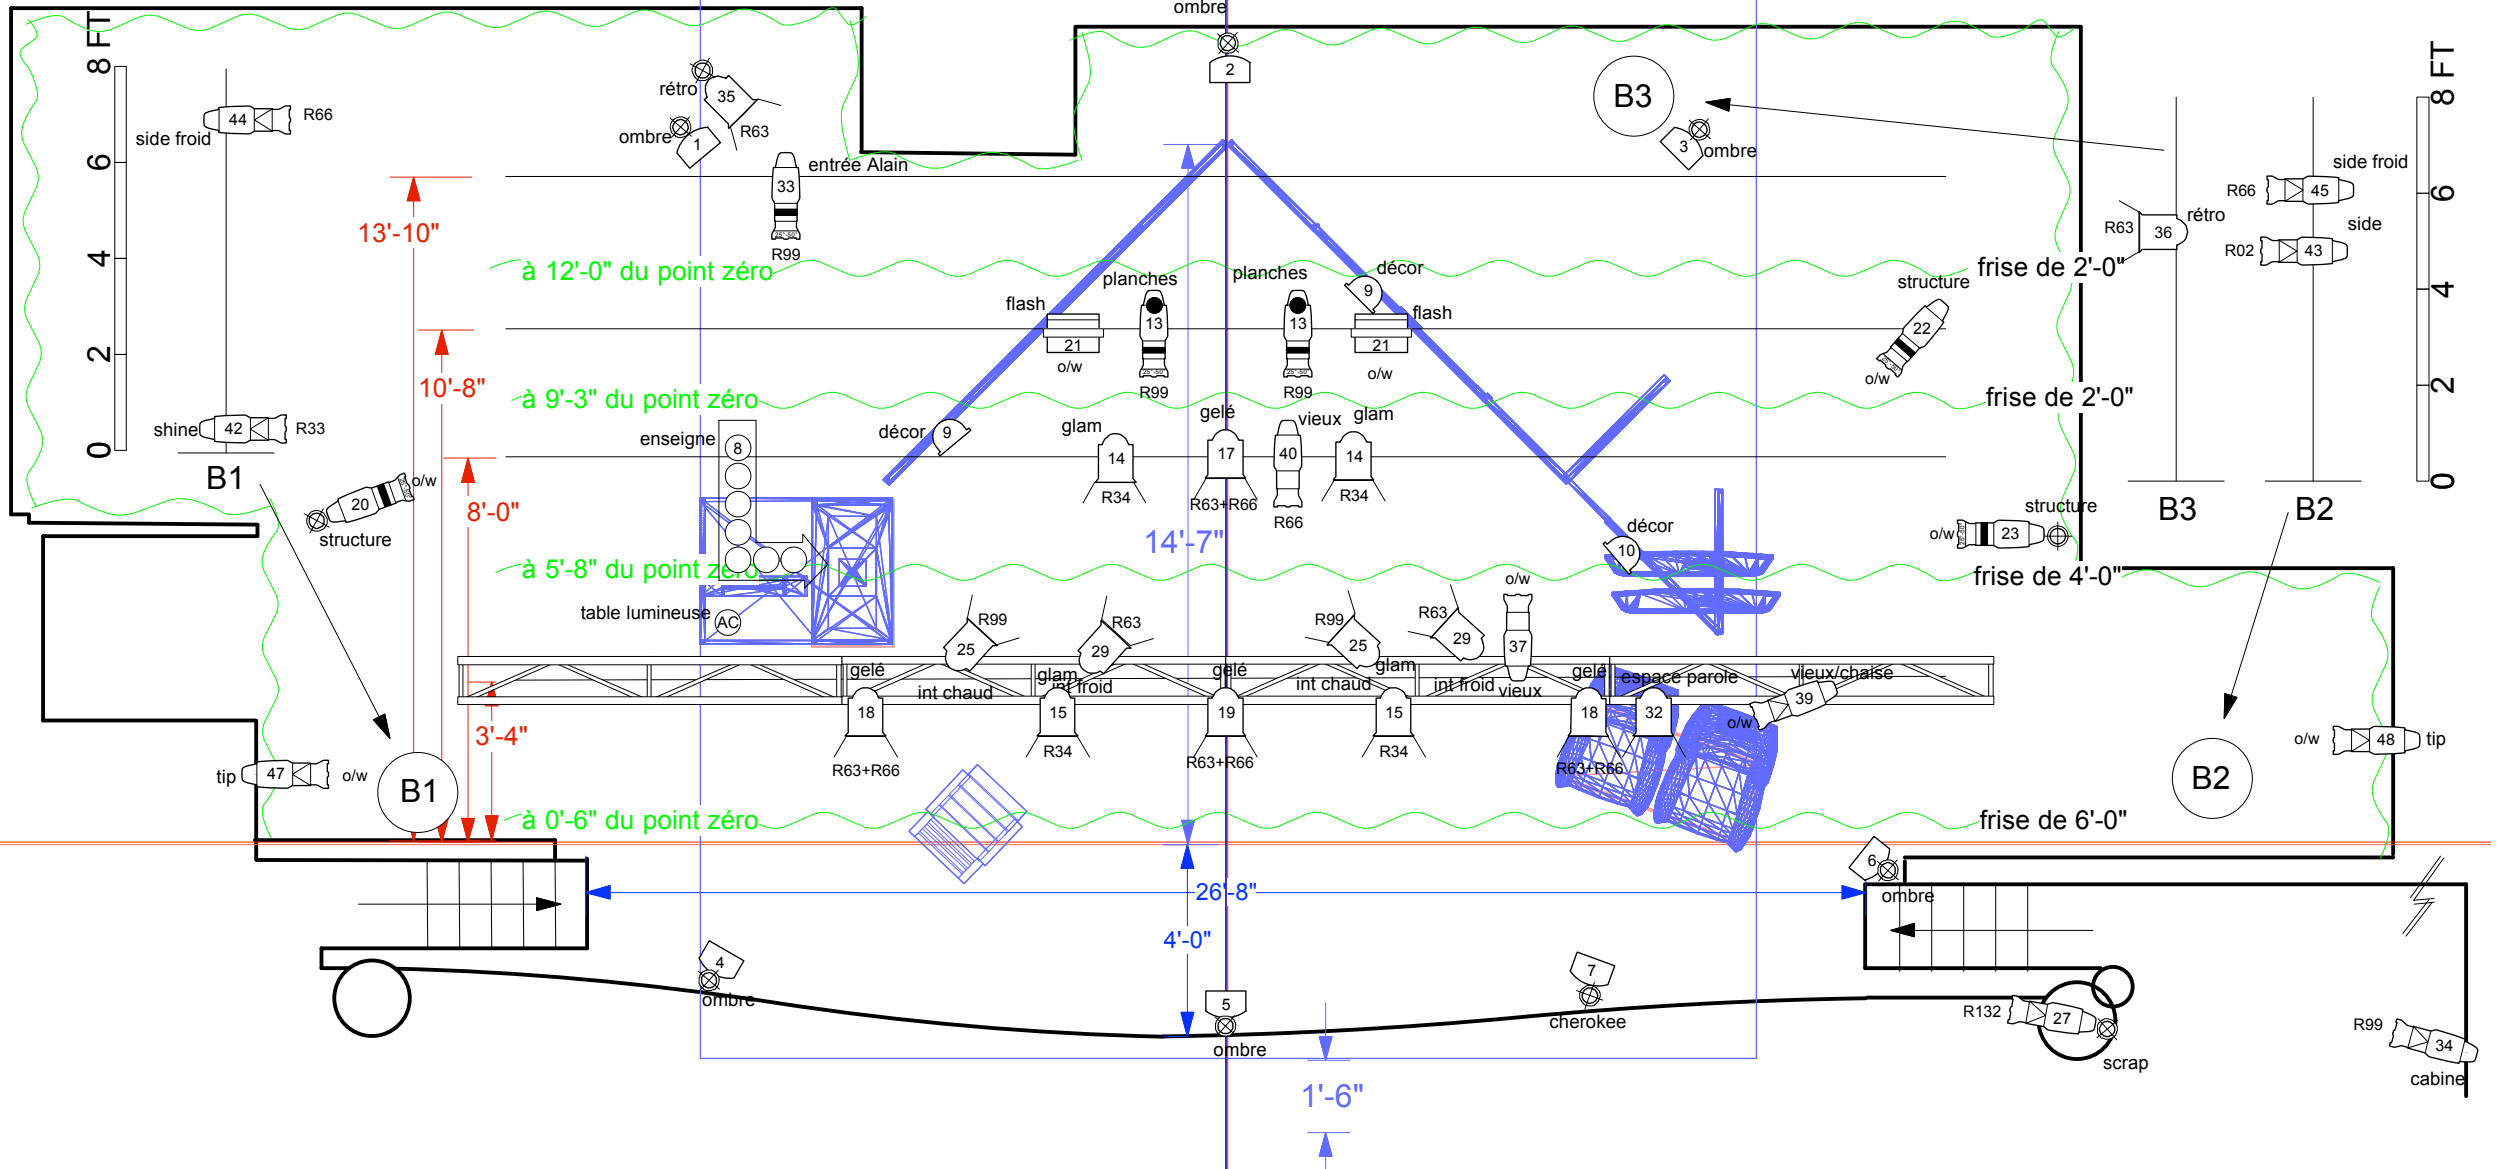 ombre
FT
8
6
4
2
0
44
R66
side froid
shine
42
R33
B1
20
o/w
structure
13'-10"
10'-8"
8'-0"
3'-4"
rétro
35
R63
ombre
1
33
entrée Alain
R99
2
B3
3
ombre
FT
8
6
4
2
0
side froid
R66
45
rétro
R63
36
side
R02
43
B3
B2
à 12'-0" du point zéro
frise de 2'-0"
planches
planches
décor
9
flash
flash
13
13
21
21
o/w
o/w
R99
R99
structure
22
o/w
à 9'-3" du point zéro
frise de 2'-0"
enseigne
8
décor
9
glam
14
R34
gelé
17
R63+R66
vieux
40
R66
glam
14
R34
14'-7"
structure
o/w
23
décor
10
à 5'-8" du point zéro
frise de 4'-0"
table lumineuse
AC
R99
25
R63
29
R99
25
R63
29
o/w
37
gelé
int chaud
glam
int froid
gelé
int chaud
glam
int froid
vieux
gelé
espace parole
vieux/chaise
39
o/w
18
15
19
15
18
32
R63+R66
R34
R63+R66
R34
R63+R66
tip
47
o/w
B1
B2
o/w
48
tip
à 0'-6" du point zéro
frise de 6'-0"
6
ombre
26'-8"
4'-0"
4
ombre
5
ombre
7
cherokee
R132
27
scrap
R99
34
cabine
1'-6"